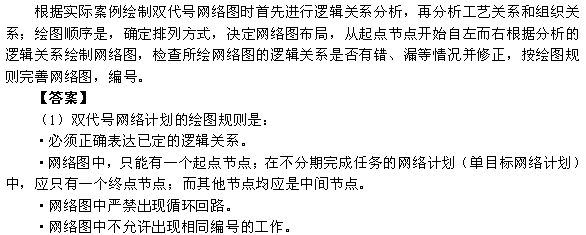 根据实际案例绘制双代号网络图时首先进行逻辑关系分析，再分析工艺关系和组织关
系；绘图顺序是，确定排列方式，决定网络图布局，从起点节点开始自左而右根据分析的
逻辑关系绘制网络图，检查所绘网络图的逻辑关系是否有错、漏等情况并修正，按绘图规
则完善网络图，编号。
【答案】
（1）双代号网络计划的绘图规则是：
·必须正确表达已定的逻辑关系。
·网络图中，只能有一个起点节点；在不分期完成任务的网络计划（单目标网络计划）
中，应只有一个终点节点；而其他节点均应是中间节点。
·网络图中严禁出现循环回路。
·网络图中不允许出现相同编号的工作。